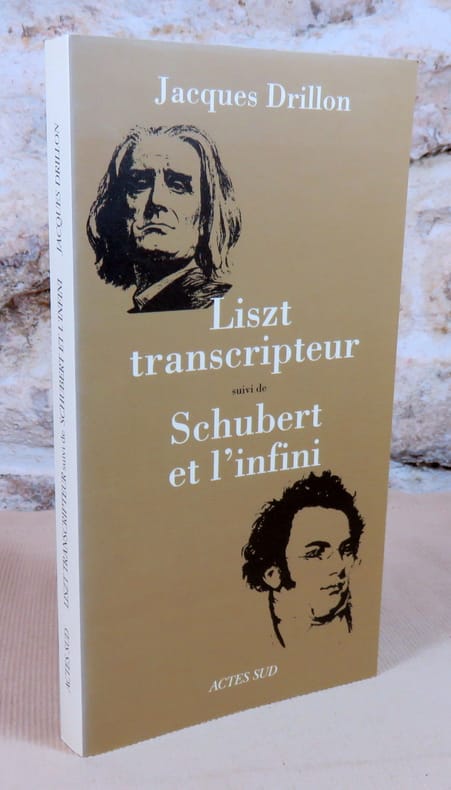 Jacques Drillon
Liszt
transcripteur
suivi de
Schubert
et l'infini
ACTES SUD
ACTES SUD LISZT TRANSCRIPTEUR suivi de SCHUBERT ET L'INFINI JACQUES DRILLON